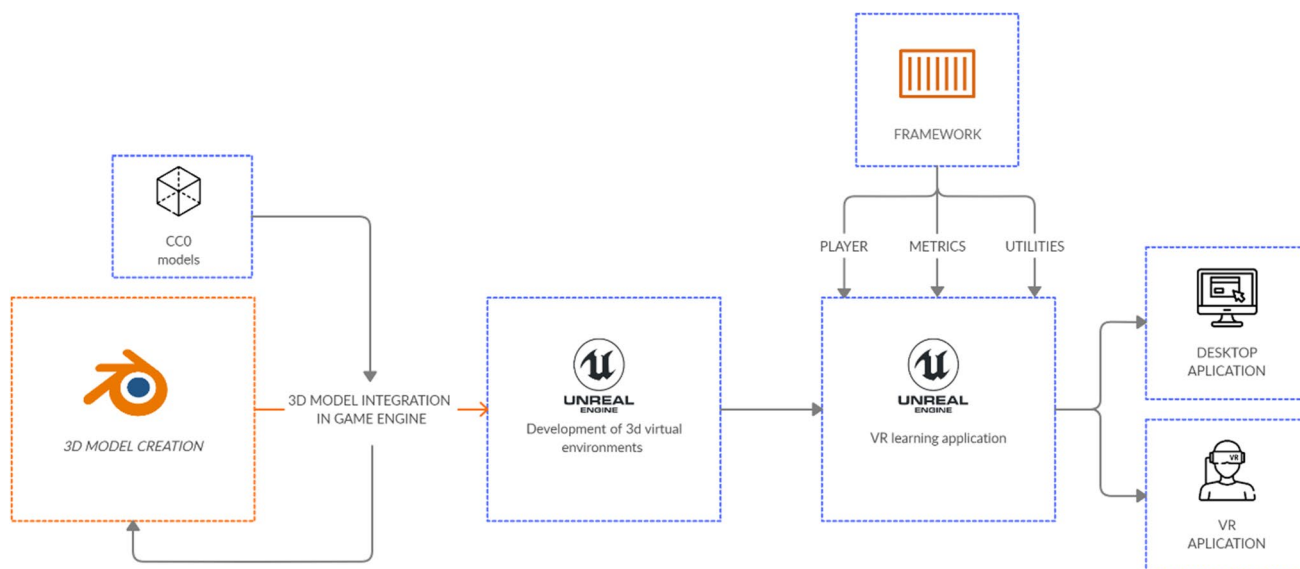 FRAMEWORK
CC0
models
PLAYER
METRICS
UTILITIES
3D MODEL CREATION
3D MODEL INTEGRATION
IN GAME ENGINE
UNREAL
ENGINE
Development of 3d virtual
environments
UNREAL
ENGINE
VR learning application
DESKTOP
APLICATION
VR
VR
APLICATION